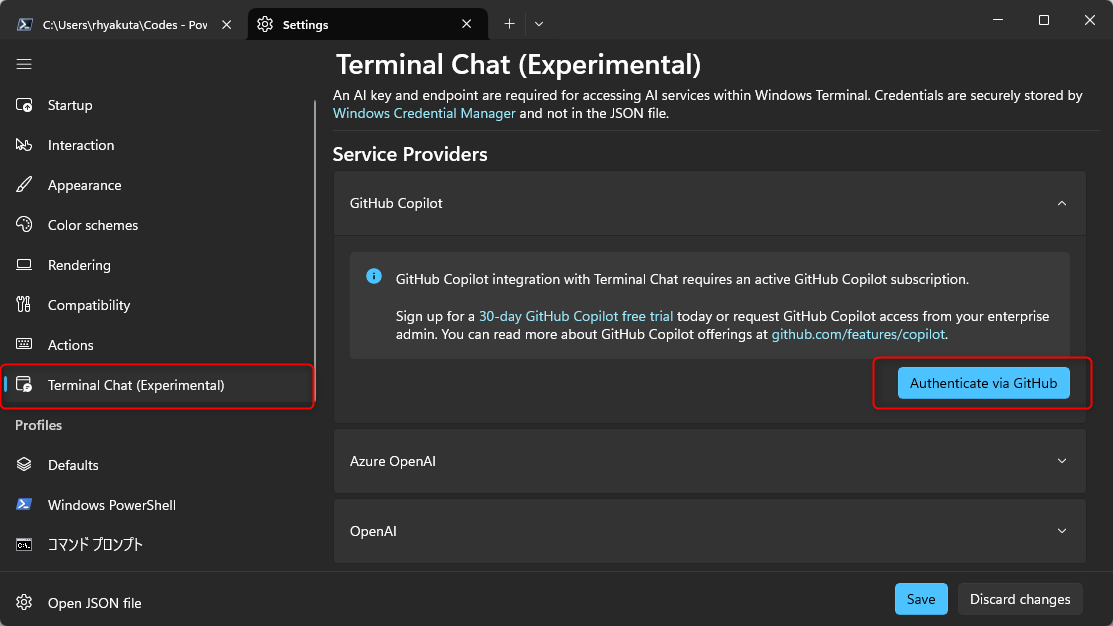 C:\Users\rhyakuta\Codes - Pow
Settings
Startup
Interaction
Appearance
Color schemes
Rendering
Compatibility
Actions
Terminal Chat (Experimental)
Profiles
Defaults
Windows PowerShell
コマンド プロンプト
Open JSON file
Terminal Chat (Experimental)
An AI key and endpoint are required for accessing AI services within Windows Terminal. Credentials are securely stored by
Windows Credential Manager and not in the JSON file.
Service Providers
GitHub Copilot
GitHub Copilot integration with Terminal Chat requires an active GitHub Copilot subscription.
Sign up for a 30-day GitHub Copilot free trial today or request GitHub Copilot access from your enterprise
admin. You can read more about GitHub Copilot offerings at github.com/features/copilot.
Authenticate via GitHub
Azure OpenAI
OpenAI
Save
Discard changes